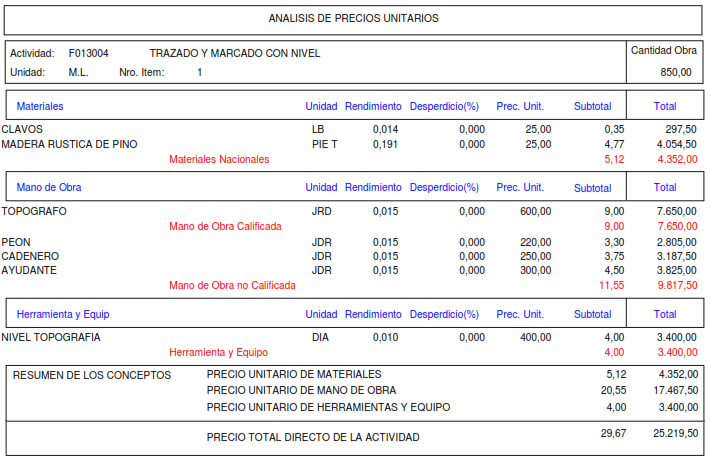 ANALISIS DE PRECIOS UNITARIOS
Actividad: F013004 TRAZADO Y MARCADO CON NIVEL Cantidad Obra
Unidad: M.L. Nro. Item: 1 850,00
Materiales Unidad Rendimiento Desperdicio(%) Prec. Unit. Subtotal Total
CLAVOS LB 0,014 0,000 25,00 0,35 297,50
MADERA RUSTICA DE PINO PIE T 0,191 0,000 25,00 4,77 4.054,50
Materiales Nacionales 5,12 4.352,00
Mano de Obra Unidad Rendimiento Desperdicio(%) Prec. Unit. Subtotal Total
TOPOGRAFO JRD 0,015 0,000 600,00 9,00 7.650,00
Mano de Obra Calificada 9,00 7.650,00
PEON JDR 0,015 0,000 220,00 3,30 2.805,00
CADENERO JDR 0,015 0,000 250,00 3,75 3.187,50
AYUDANTE JDR 0,015 0,000 300,00 4,50 3.825,00
Mano de Obra no Calificada 11,55 9.817,50
Herramienta y Equip Unidad Rendimiento Desperdicio(%) Prec. Unit. Subtotal Total
NIVEL TOPOGRAFIA DIA 0,010 0,000 400,00 4,00 3.400,00
Herramienta y Equipo 4,00 3.400,00
RESUMEN DE LOS CONCEPTOS PRECIO UNITARIO DE MATERIALES 5,12 4.352,00
PRECIO UNITARIO DE MANO DE OBRA 20,55 17.467,50
PRECIO UNITARIO DE HERRAMIENTAS Y EQUIPO 4,00 3.400,00
PRECIO TOTAL DIRECTO DE LA ACTIVIDAD 29,67 25.219,50